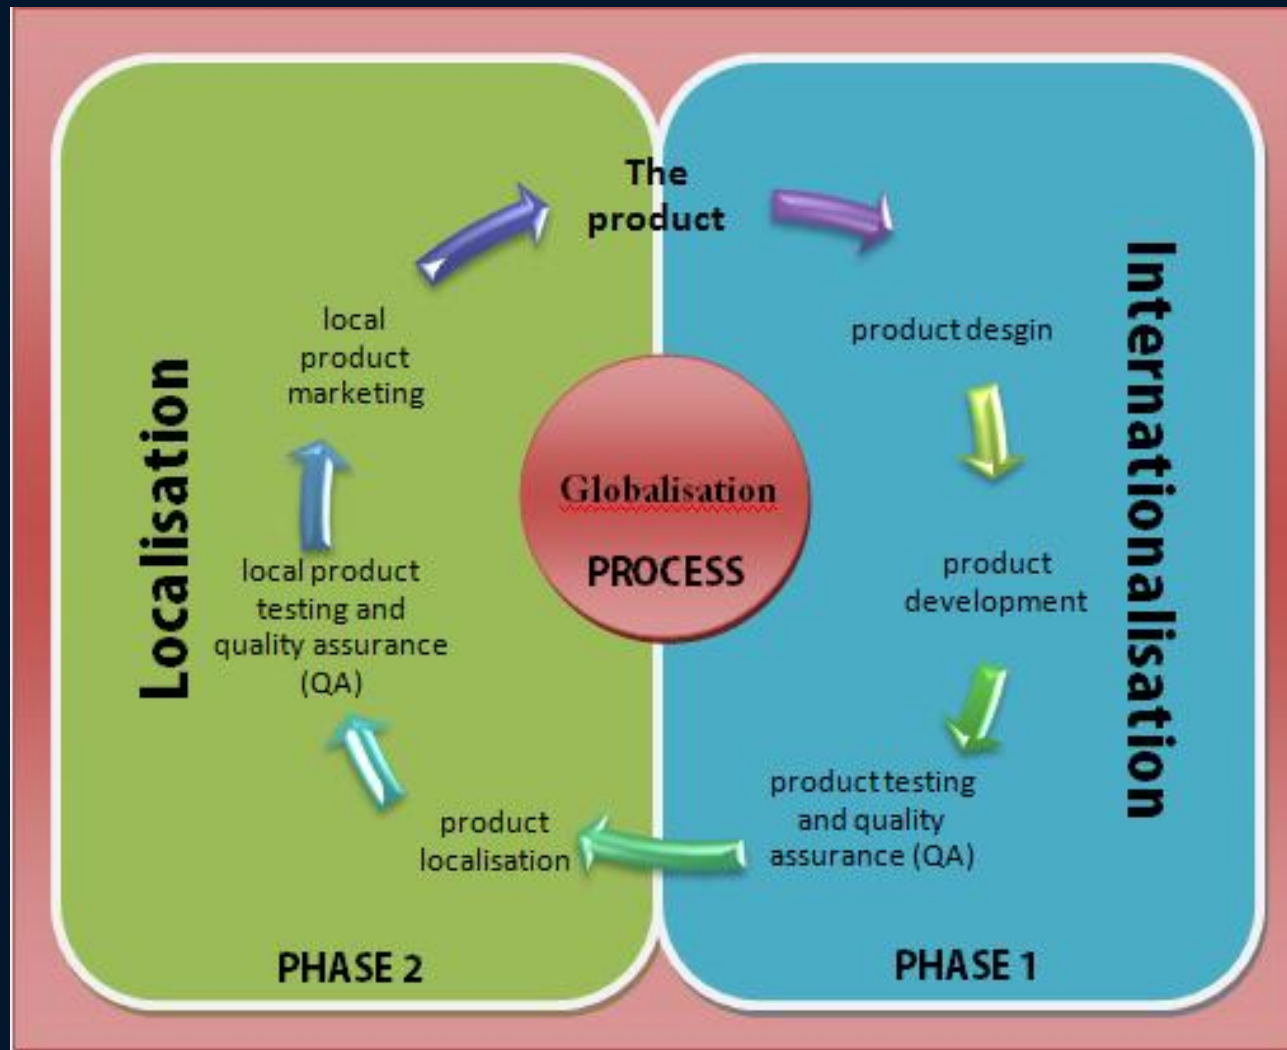 The
product
product desgin
product
development
product testing
and quality
assurance (QA)
product
localisation
local product
testing and
quality assurance
(QA)
local
product
marketing
Globalisation
PROCESS
Internationalisation
Localisation
PHASE 2
PHASE 1